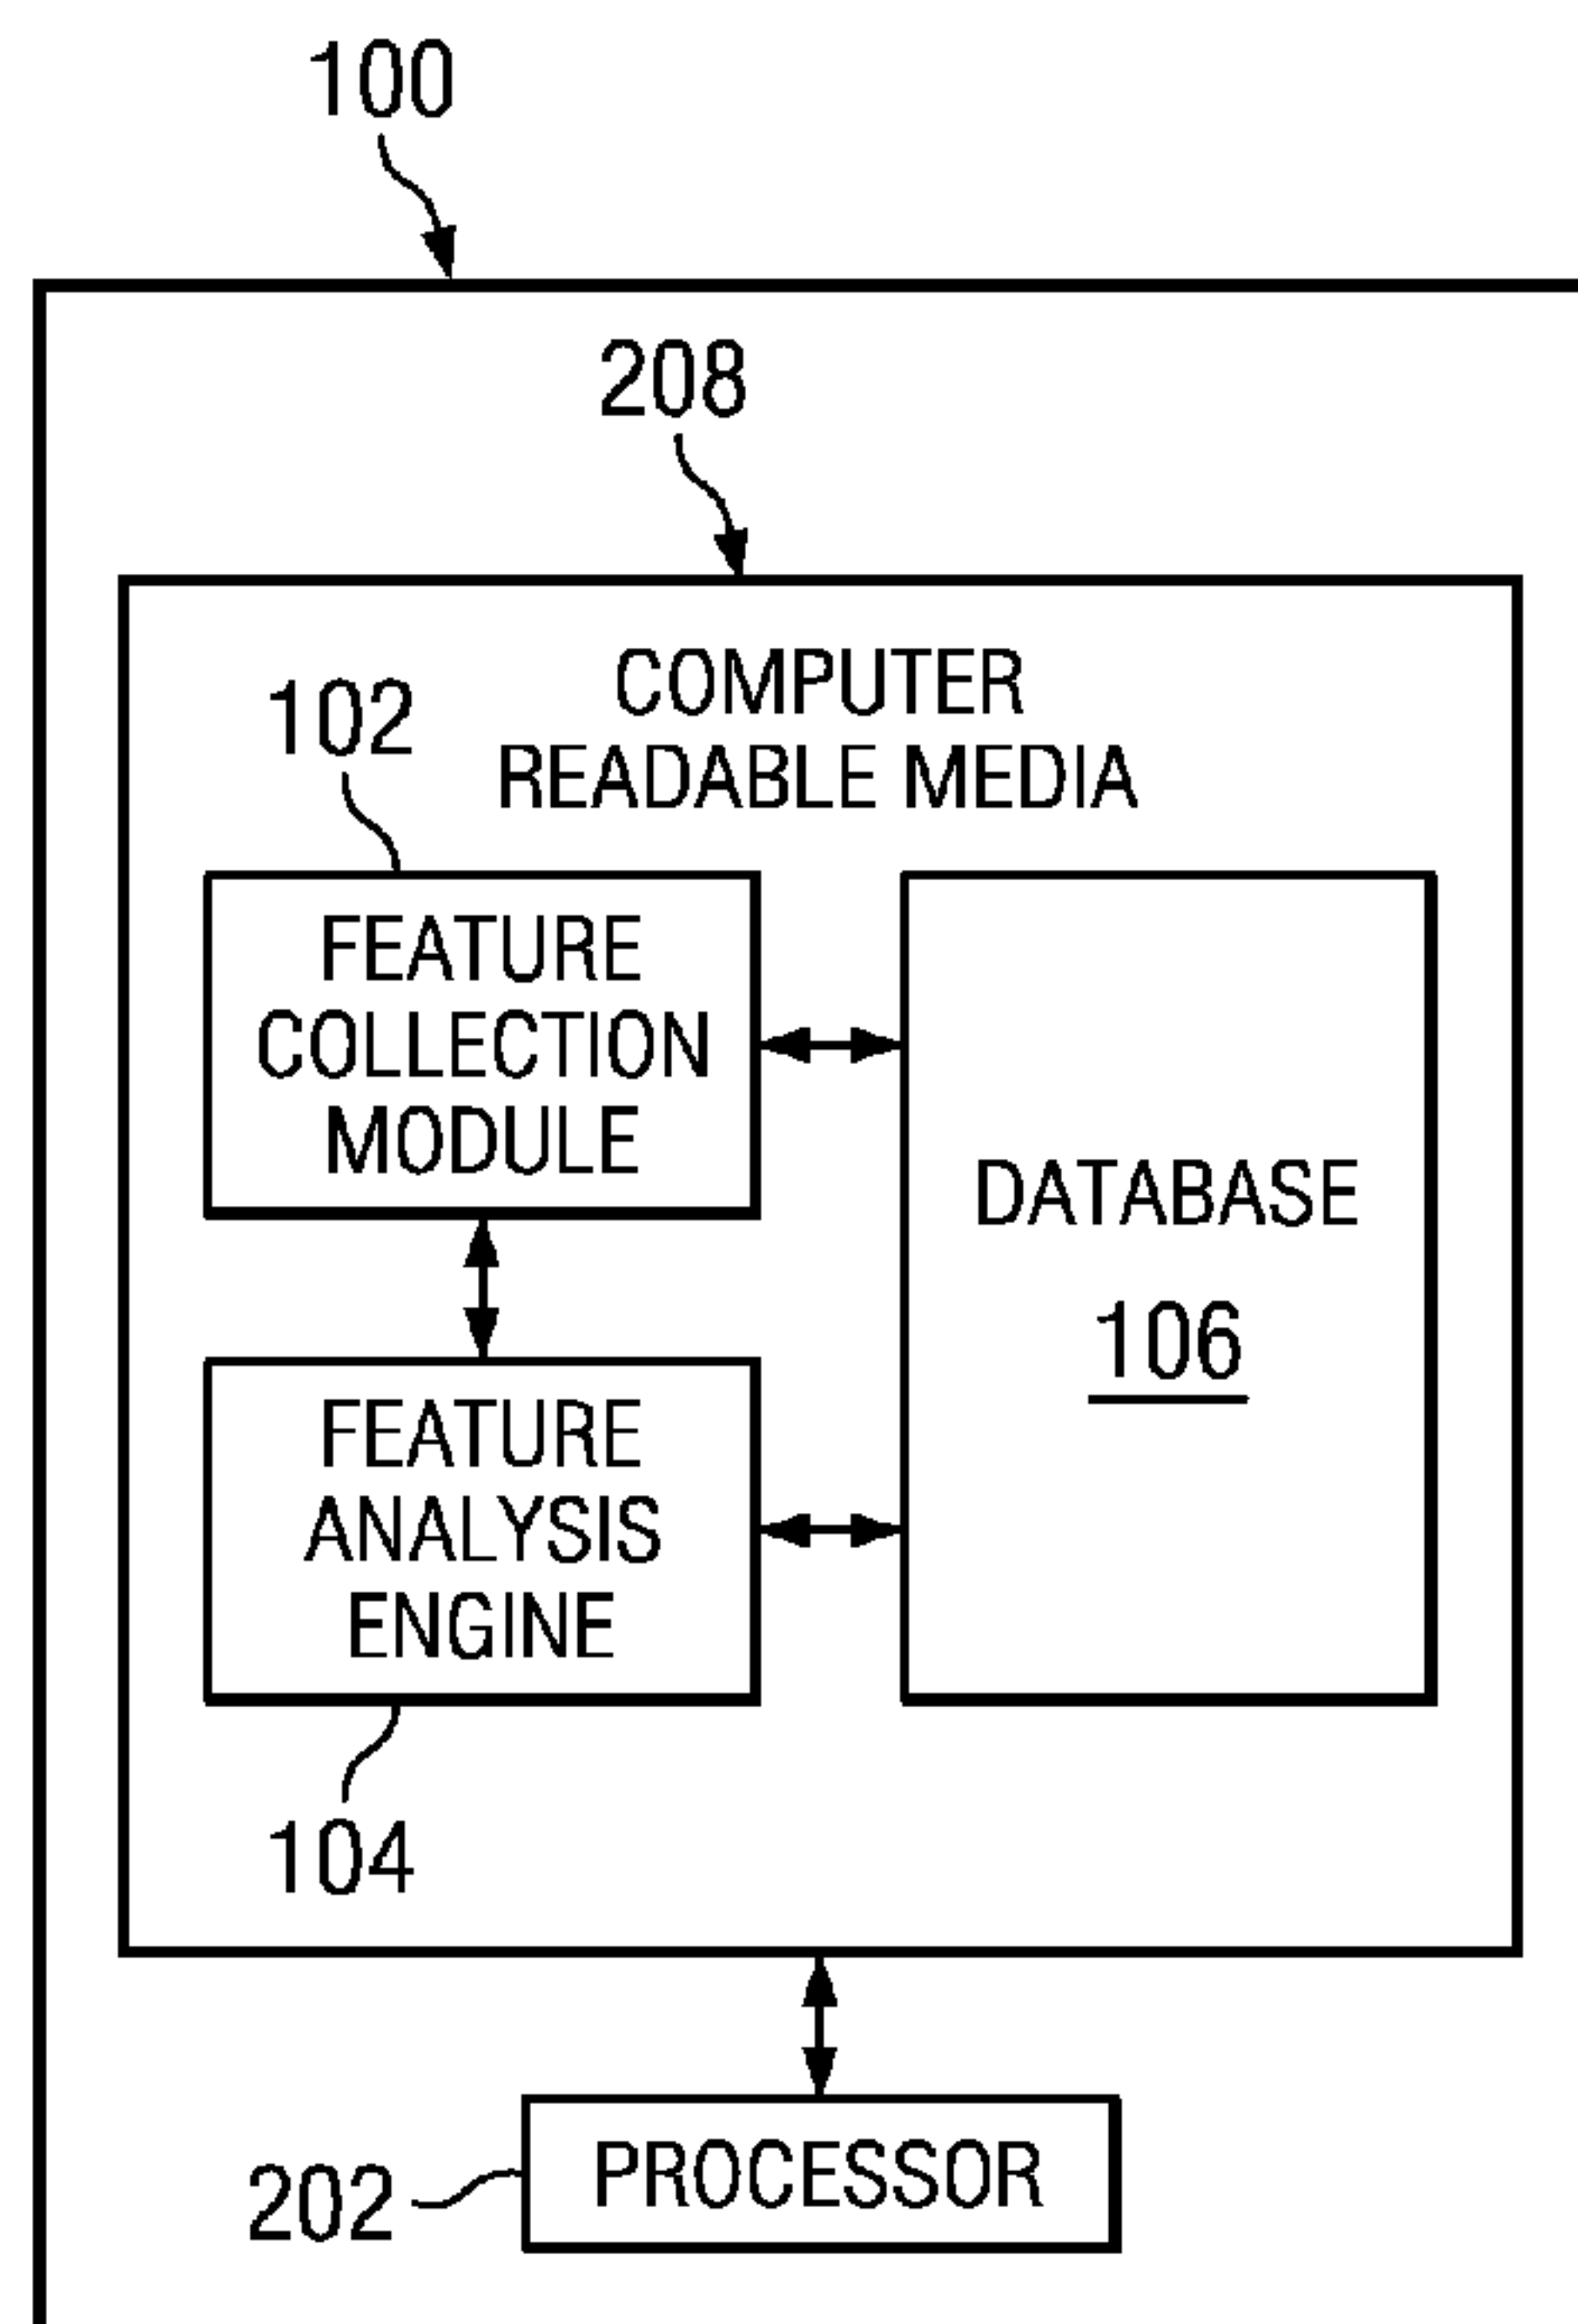 100
208
COMPUTER
READABLE MEDIA
102
FEATURE
COLLECTION
MODULE
DATABASE
106
FEATURE
ANALYSIS
ENGINE
104
PROCESSOR
202